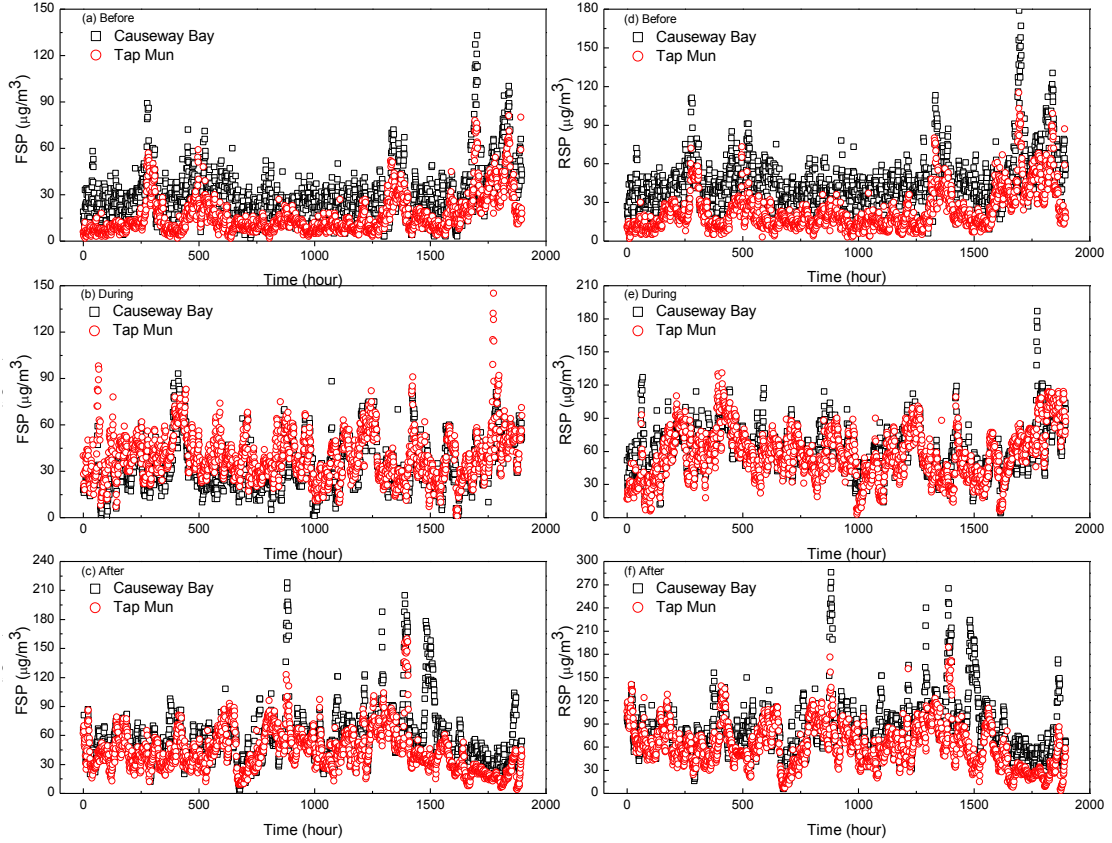 (a) Before
Causeway Bay
Tap Mun
FSP (μg/m³)
150
120
90
60
30
0
0 500 1000 1500 2000
Time (hour)
(d) Before
Causeway Bay
Tap Mun
RSP (μg/m³)
180
150
120
90
60
30
0
0 500 1000 1500 2000
Time (hour)
(b) During
Causeway Bay
Tap Mun
FSP (μg/m³)
150
120
90
60
30
0
0 500 1000 1500 2000
Time (hour)
(e) During
Causeway Bay
Tap Mun
RSP (μg/m³)
210
180
150
120
90
60
30
0
0 500 1000 1500 2000
Time (hour)
(c) After
Causeway Bay
Tap Mun
FSP (μg/m³)
240
210
180
150
120
90
60
30
0
0 500 1000 1500 2000
Time (hour)
(f) After
Causeway Bay
Tap Mun
RSP (μg/m³)
300
270
240
210
180
150
120
90
60
30
0
0 500 1000 1500 2000
Time (hour)